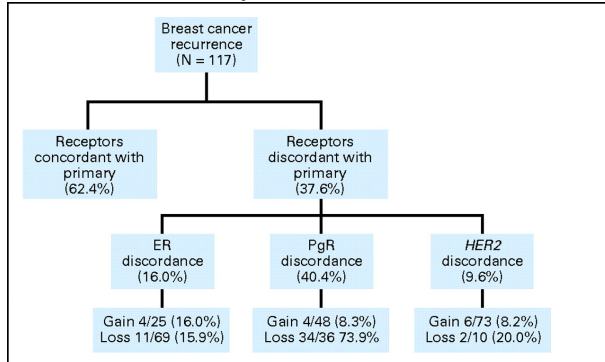 Breast cancer
recurrence
(N = 117)
Receptors
concordant with
primary
(62.4%)
Receptors
discordant with
primary
(37.6%)
ER
discordance
(16.0%)
PgR
discordance
(40.4%)
HER2
discordance
(9.6%)
Gain 4/25 (16.0%)
Loss 11/69 (15.9%)
Gain 4/48 (8.3%)
Loss 34/36 73.9%
Gain 6/73 (8.2%)
Loss 2/10 (20.0%)